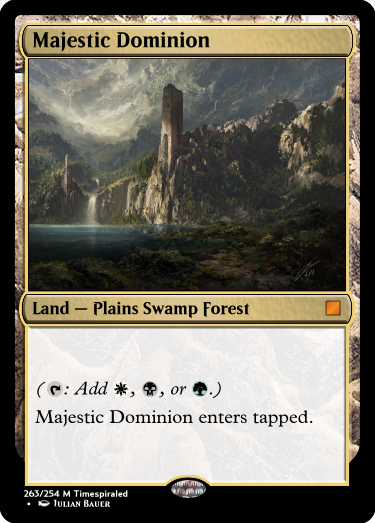 Majestic Dominion
Land — Plains Swamp Forest
( : Add , , or .)
Majestic Dominion enters tapped.
263/254 M Timespiraled
• Julian Bauer